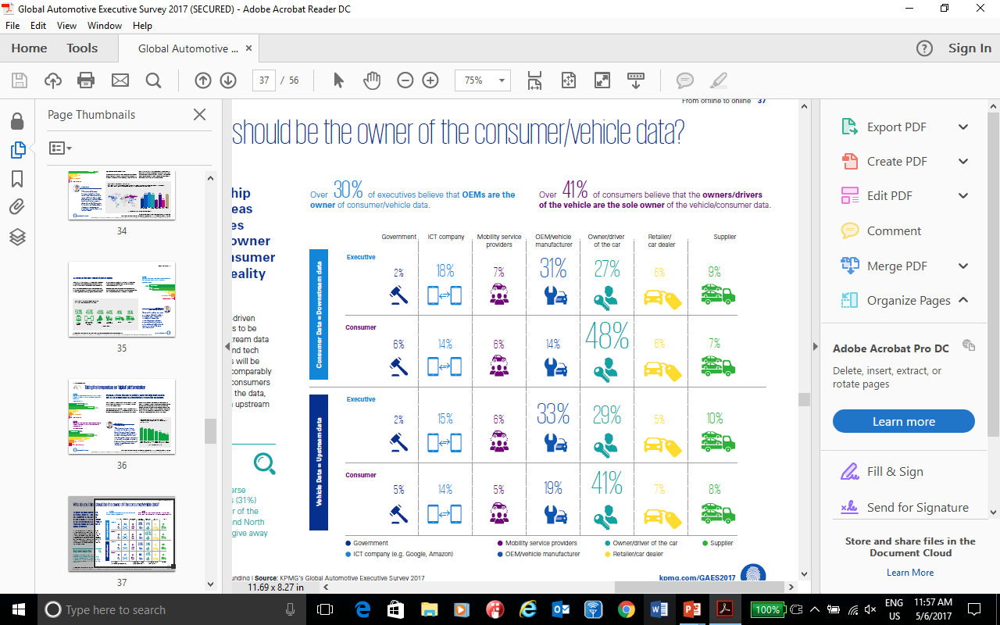 Global Automotive Executive Survey 2017 (SECURED) - Adobe Acrobat Reader DC
File Edit View Window Help
Home Tools Global Automotive ... × Sign In
37 / 56 75%
Page Thumbnails
34
35
36
37
From offline to online 37
should be the owner of the consumer/vehicle data?
hip
eas
es
owner
nsumer
eality
-driven
s to be
ream data
nd tech
s will be
comparably
consumers
the data,
upstream
erse
s (31%)
r of the
nd North
give away
Over 30% of executives believe that OEMs are the
owner of consumer/vehicle data.
Over 41% of consumers believe that the owners/drivers
of the vehicle are the sole owner of the vehicle/consumer data.
Government ICT company Mobility service providers OEM/vehicle manufacturer Owner/driver of the car Retailer/ car dealer Supplier
Consumer Data = Downstream data
Executive
2% 18% 7% 31% 27% 6% 9%
Consumer
6% 14% 6% 14% 48% 6% 7%
Vehicle Data = Upstream data
Executive
2% 15% 6% 33% 29% 5% 10%
Consumer
5% 14% 5% 19% 41% 7% 8%
Government Mobility service providers Owner/driver of the car Supplier
ICT company (e.g. Google, Amazon) OEM/vehicle manufacturer Retailer/car dealer
unding | Source: KPMG's Global Automotive Executive Survey 2017
kpmg.com/GAES2017
11.69 x 8.27 in
Export PDF
Create PDF
Edit PDF
Comment
Merge PDF
Organize Pages
Adobe Acrobat Pro DC
Delete, insert, extract, or
rotate pages
Learn more
Fill & Sign
Send for Signature
Store and share files in the
Document Cloud
Learn More
Type here to search
100%
ENG
US
11:57 AM
5/6/2017